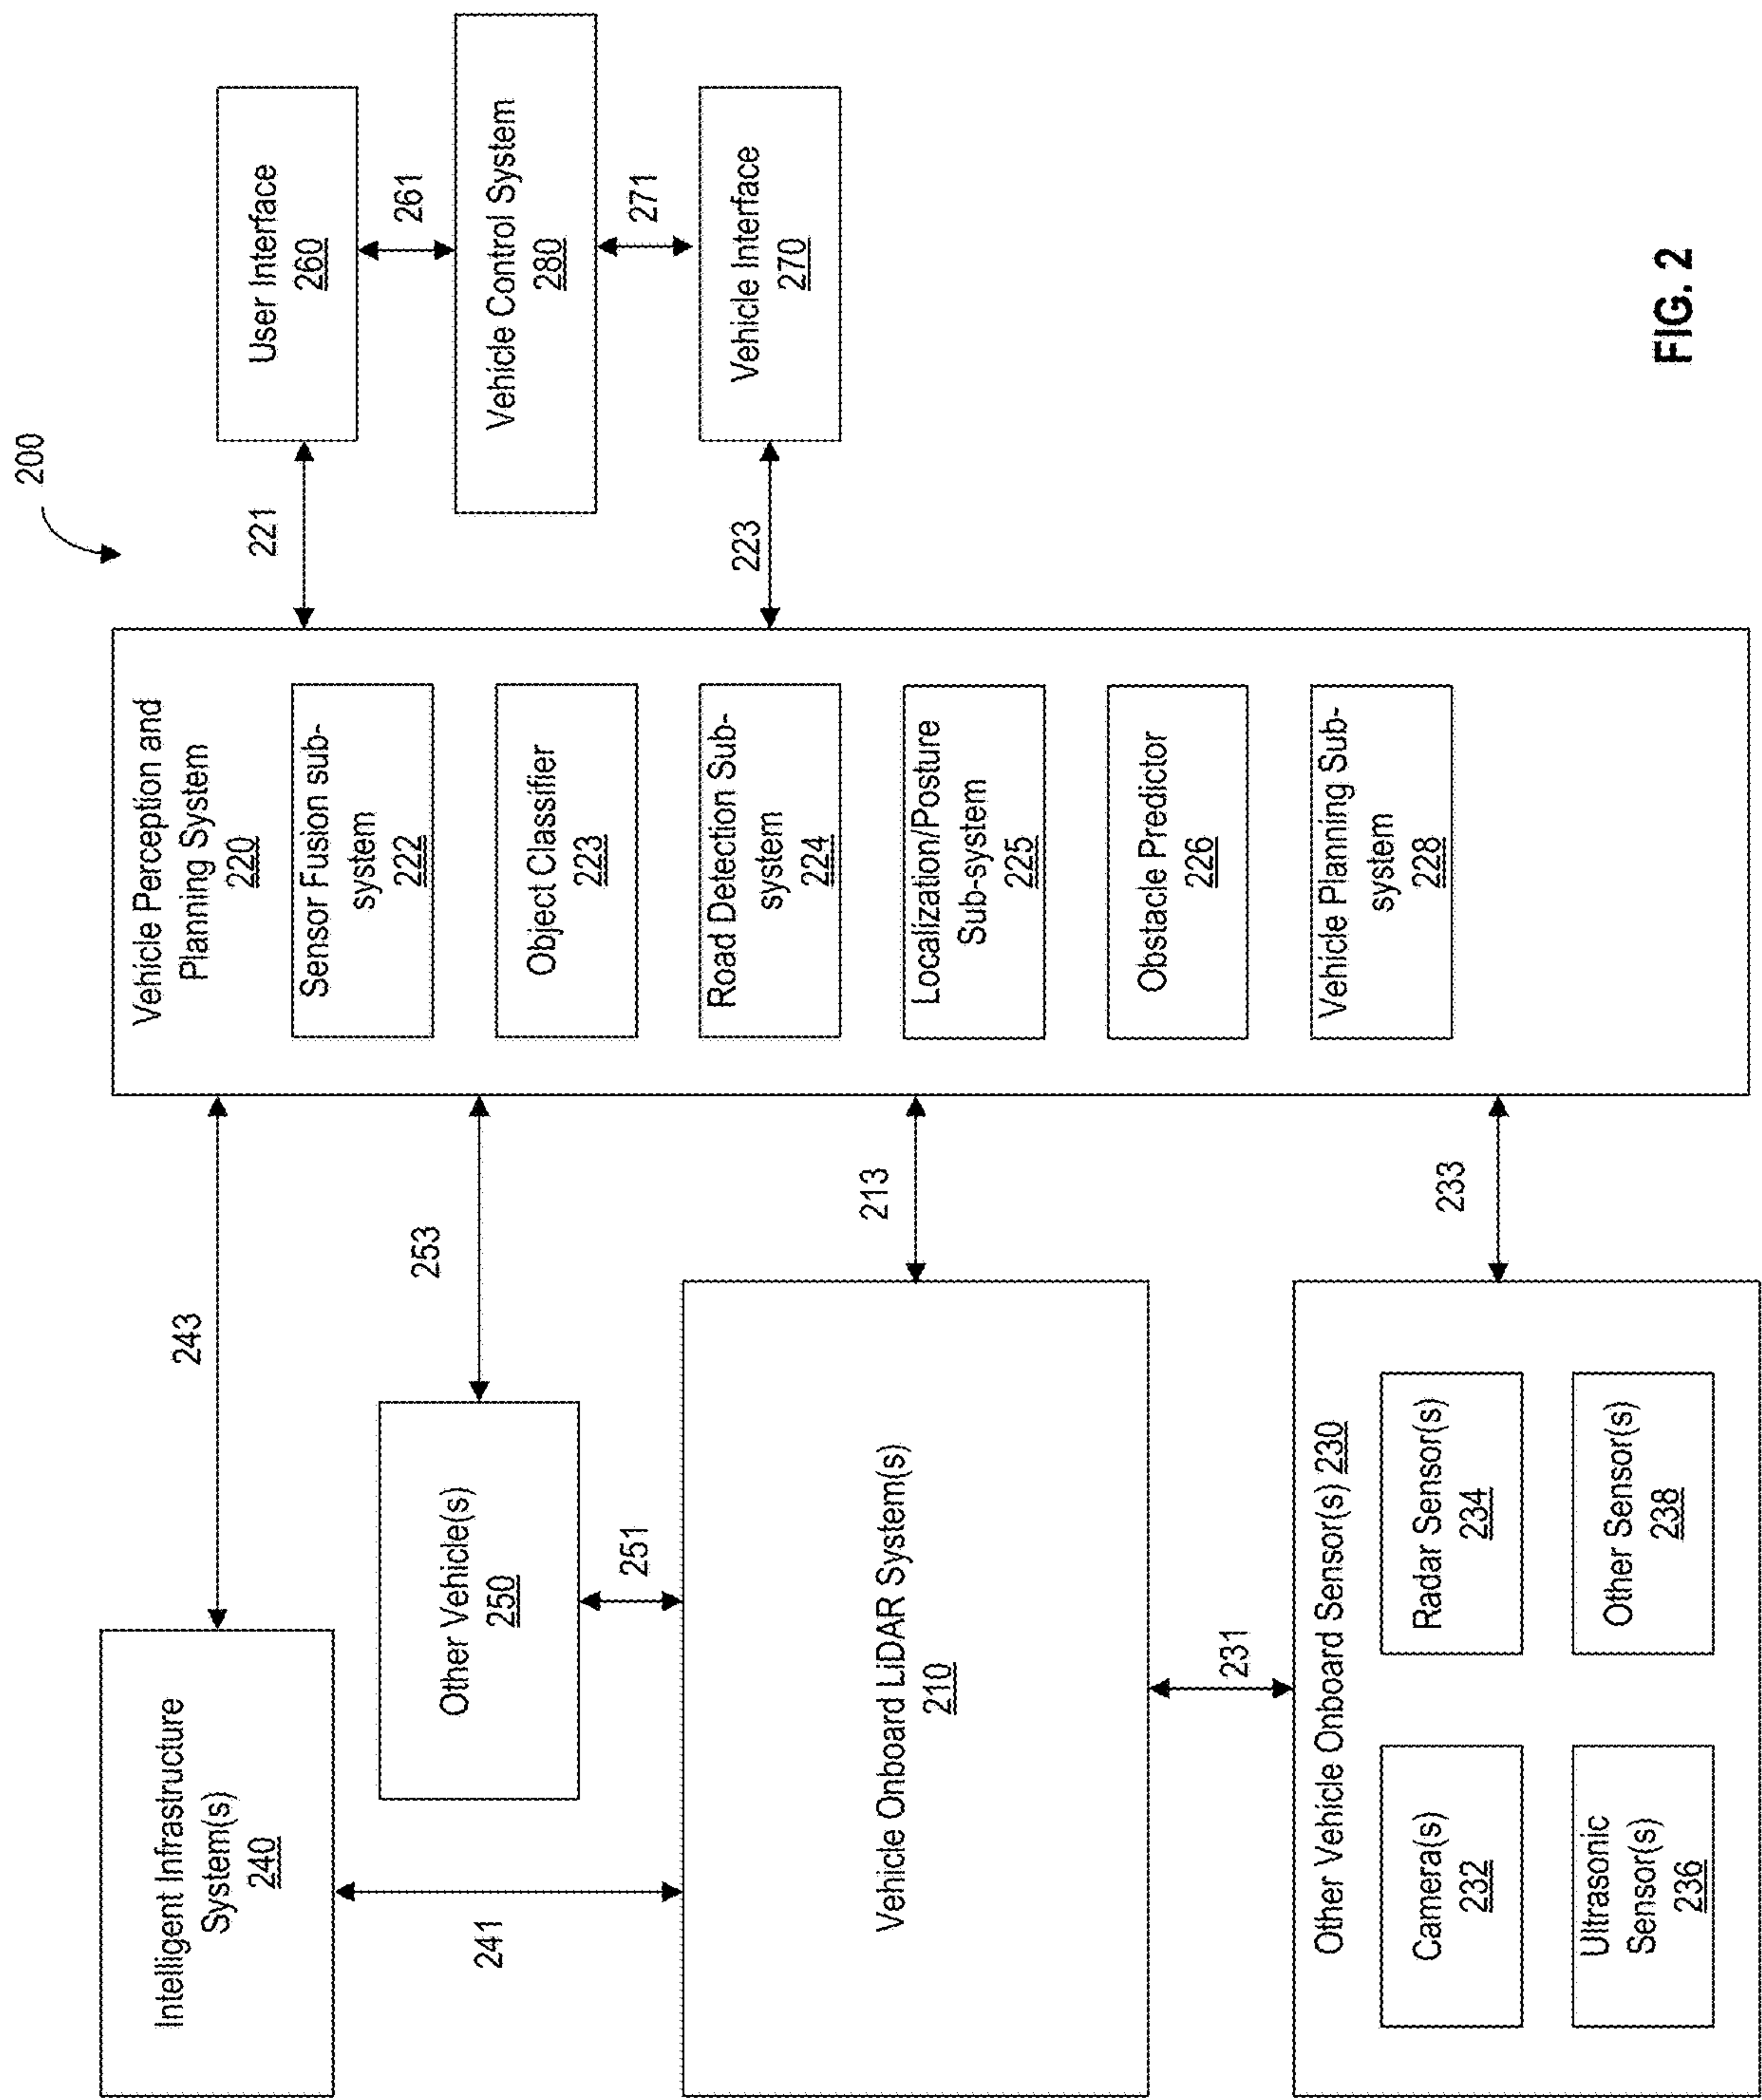 200
Intelligent Infrastructure
System(s)
240
243
241
Other Vehicle(s)
250
253
251
Vehicle Onboard LiDAR System(s)
210
213
231
Other Vehicle Onboard Sensor(s) 230
Camera(s)
232
Radar Sensor(s)
234
Ultrasonic
Sensor(s)
236
Other Sensor(s)
238
233
Vehicle Perception and
Planning System
220
Sensor Fusion sub-
system
222
Object Classifier
223
Road Detection Sub-
system
224
Localization/Posture
Sub-system
225
Obstacle Predictor
226
Vehicle Planning Sub-
system
228
221
223
User Interface
260
261
Vehicle Control System
280
271
Vehicle Interface
270
FIG. 2